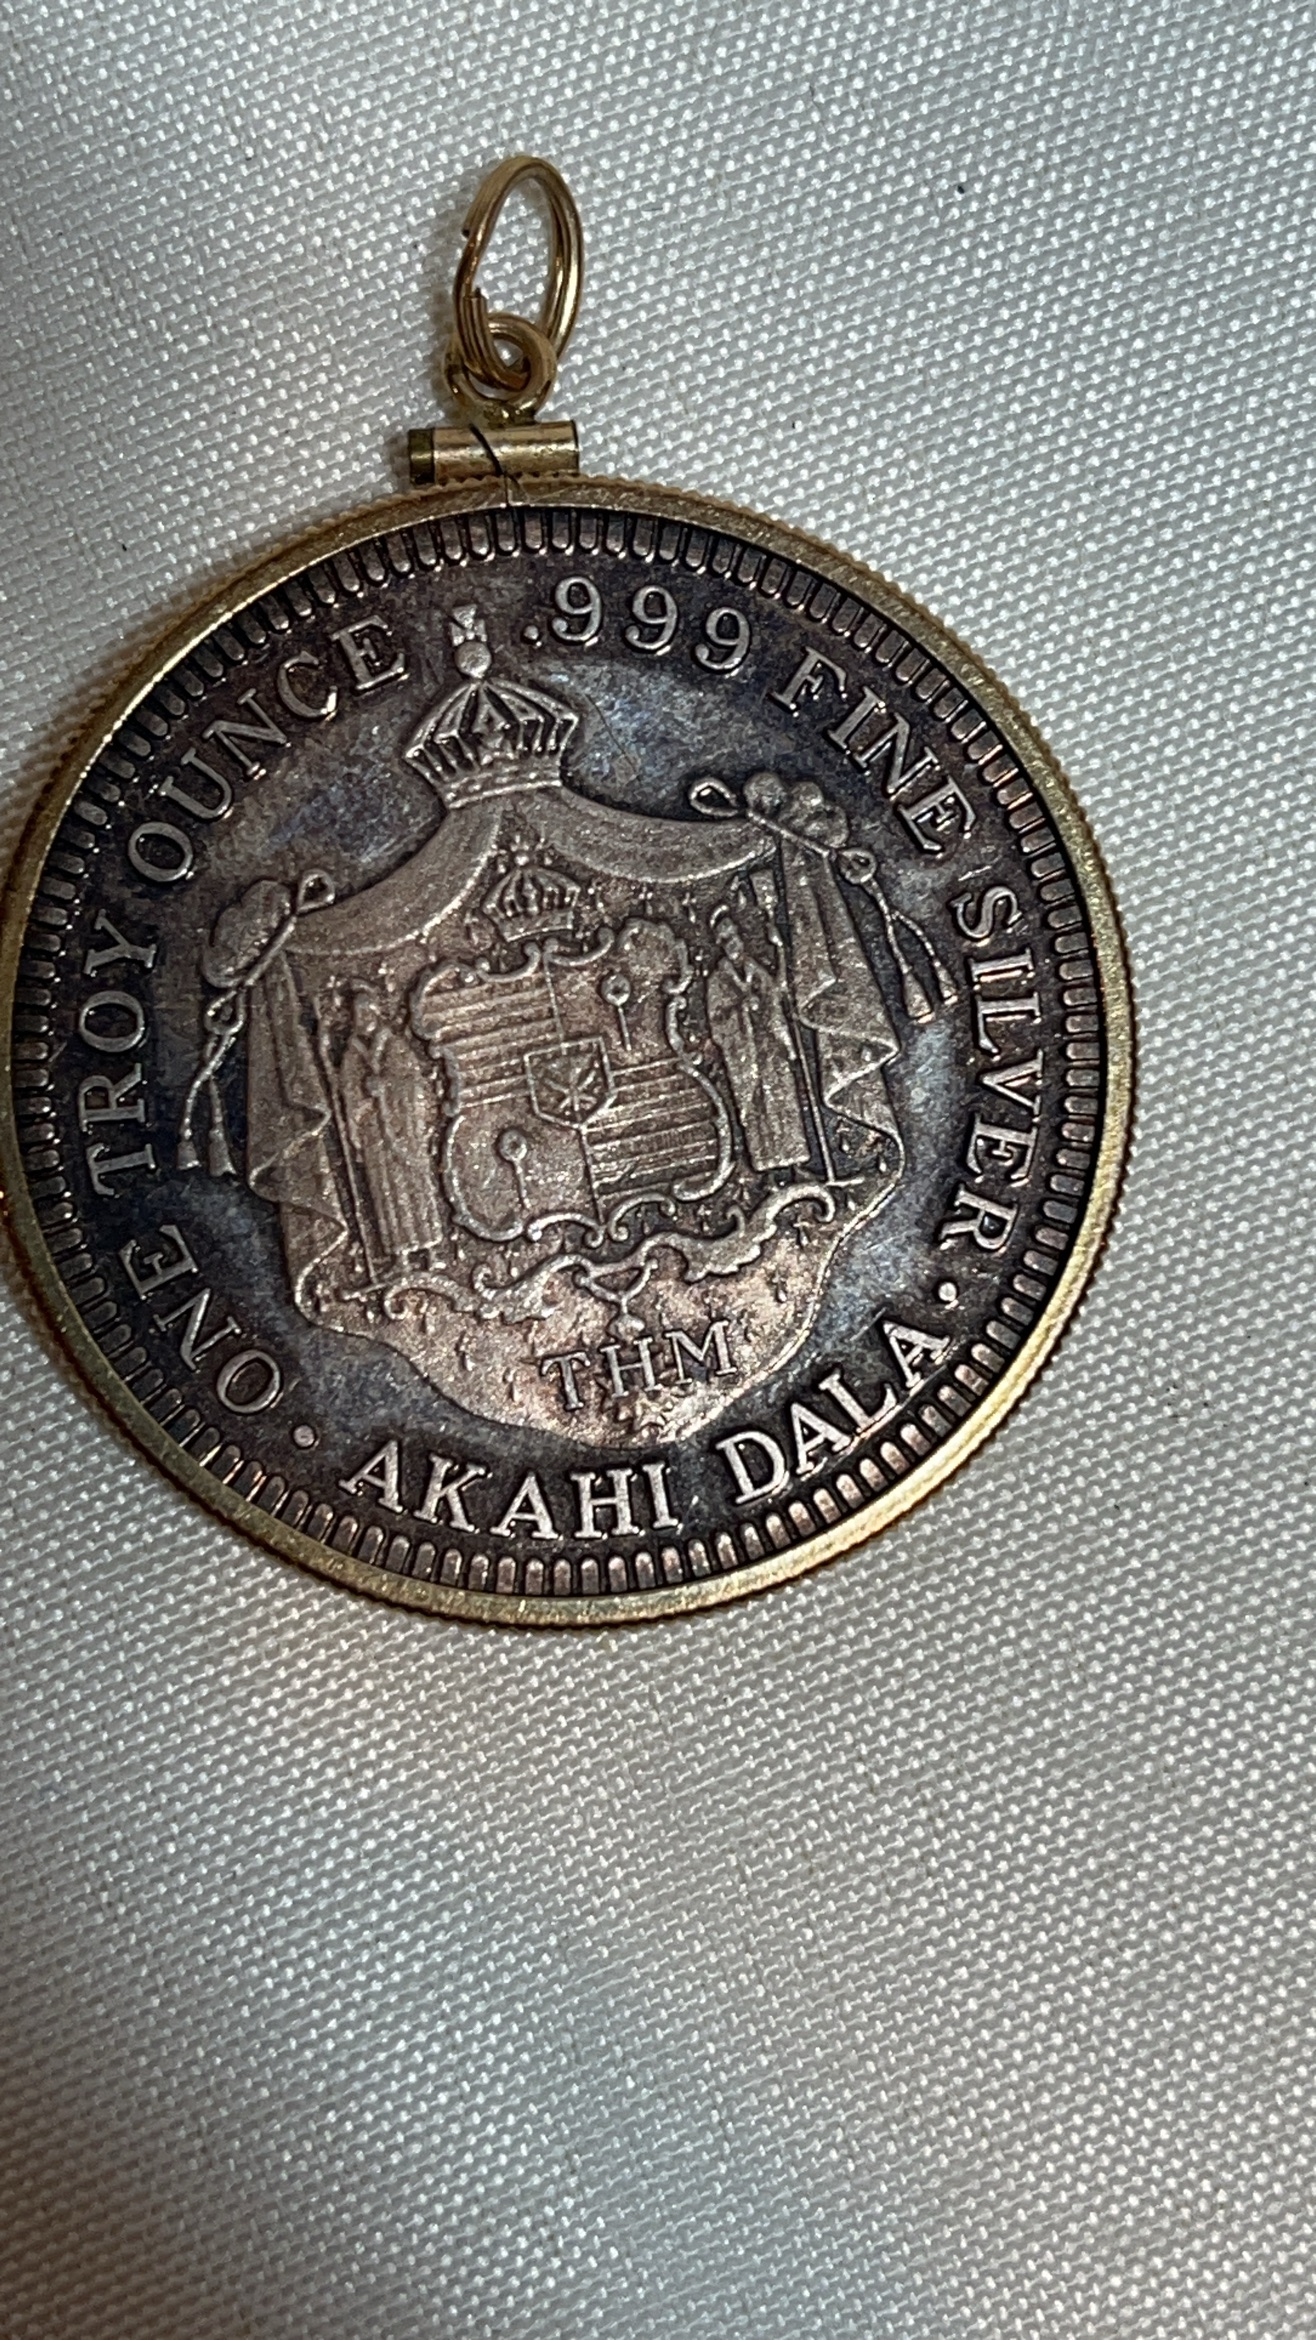 ONE TROY OUNCE .999 FINE SILVER
• AKAHI DALA •
THM